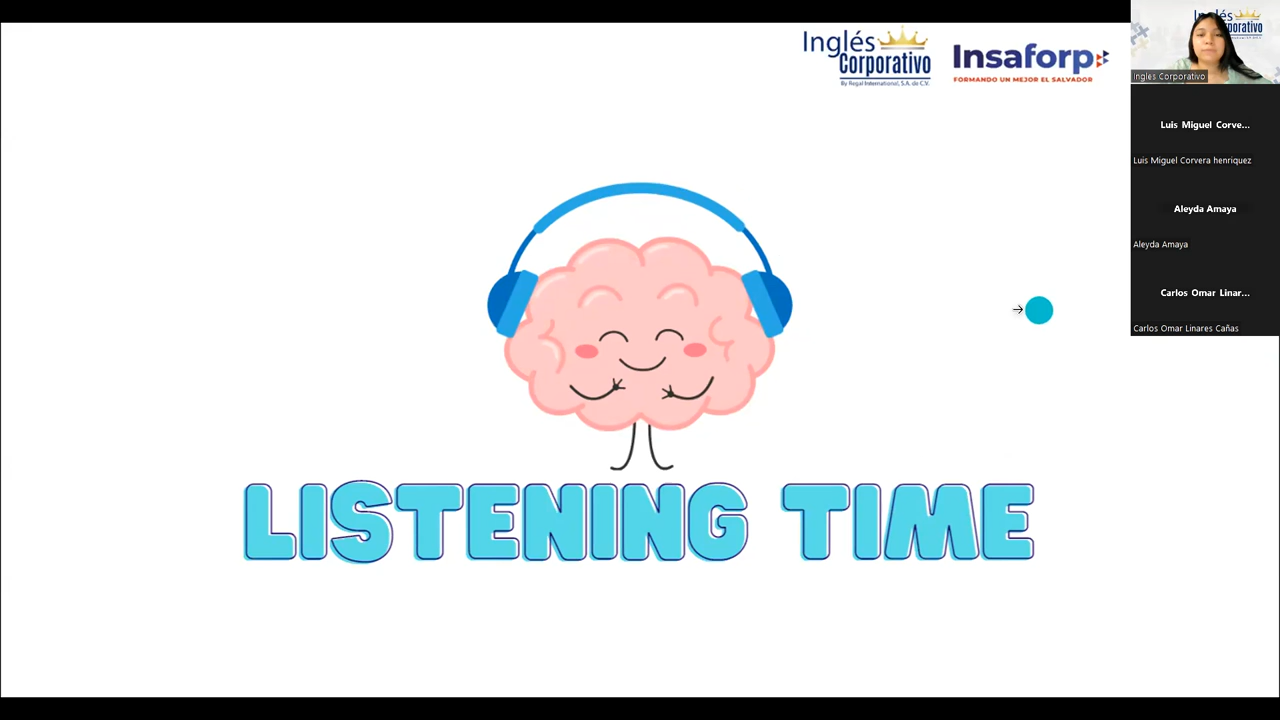 Inglés
Corporativo
By Regal International, S.A. de C.V.
Insaforp
FORMANDO UN MEJOR EL SALVADOR
LISTENING TIME
Inglés
Ingles Corporativo
Luis Miguel Corve...
Luis Miguel Corvera henriquez
Aleyda Amaya
Aleyda Amaya
Carlos Omar Linar...
Carlos Omar Linares Cañas